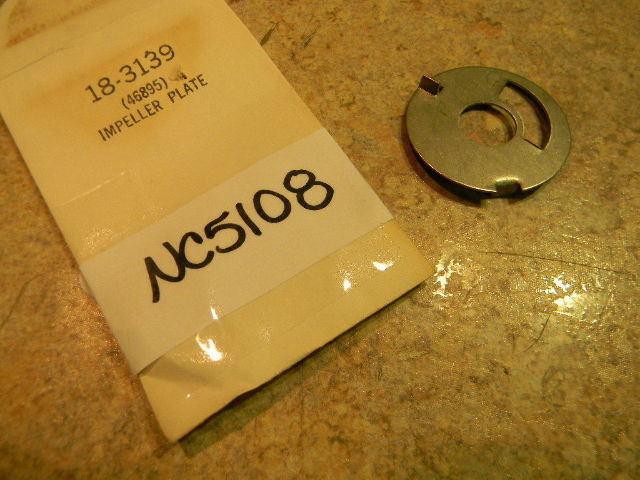 18-3139
(46895)
IMPELLER PLATE
NC5108